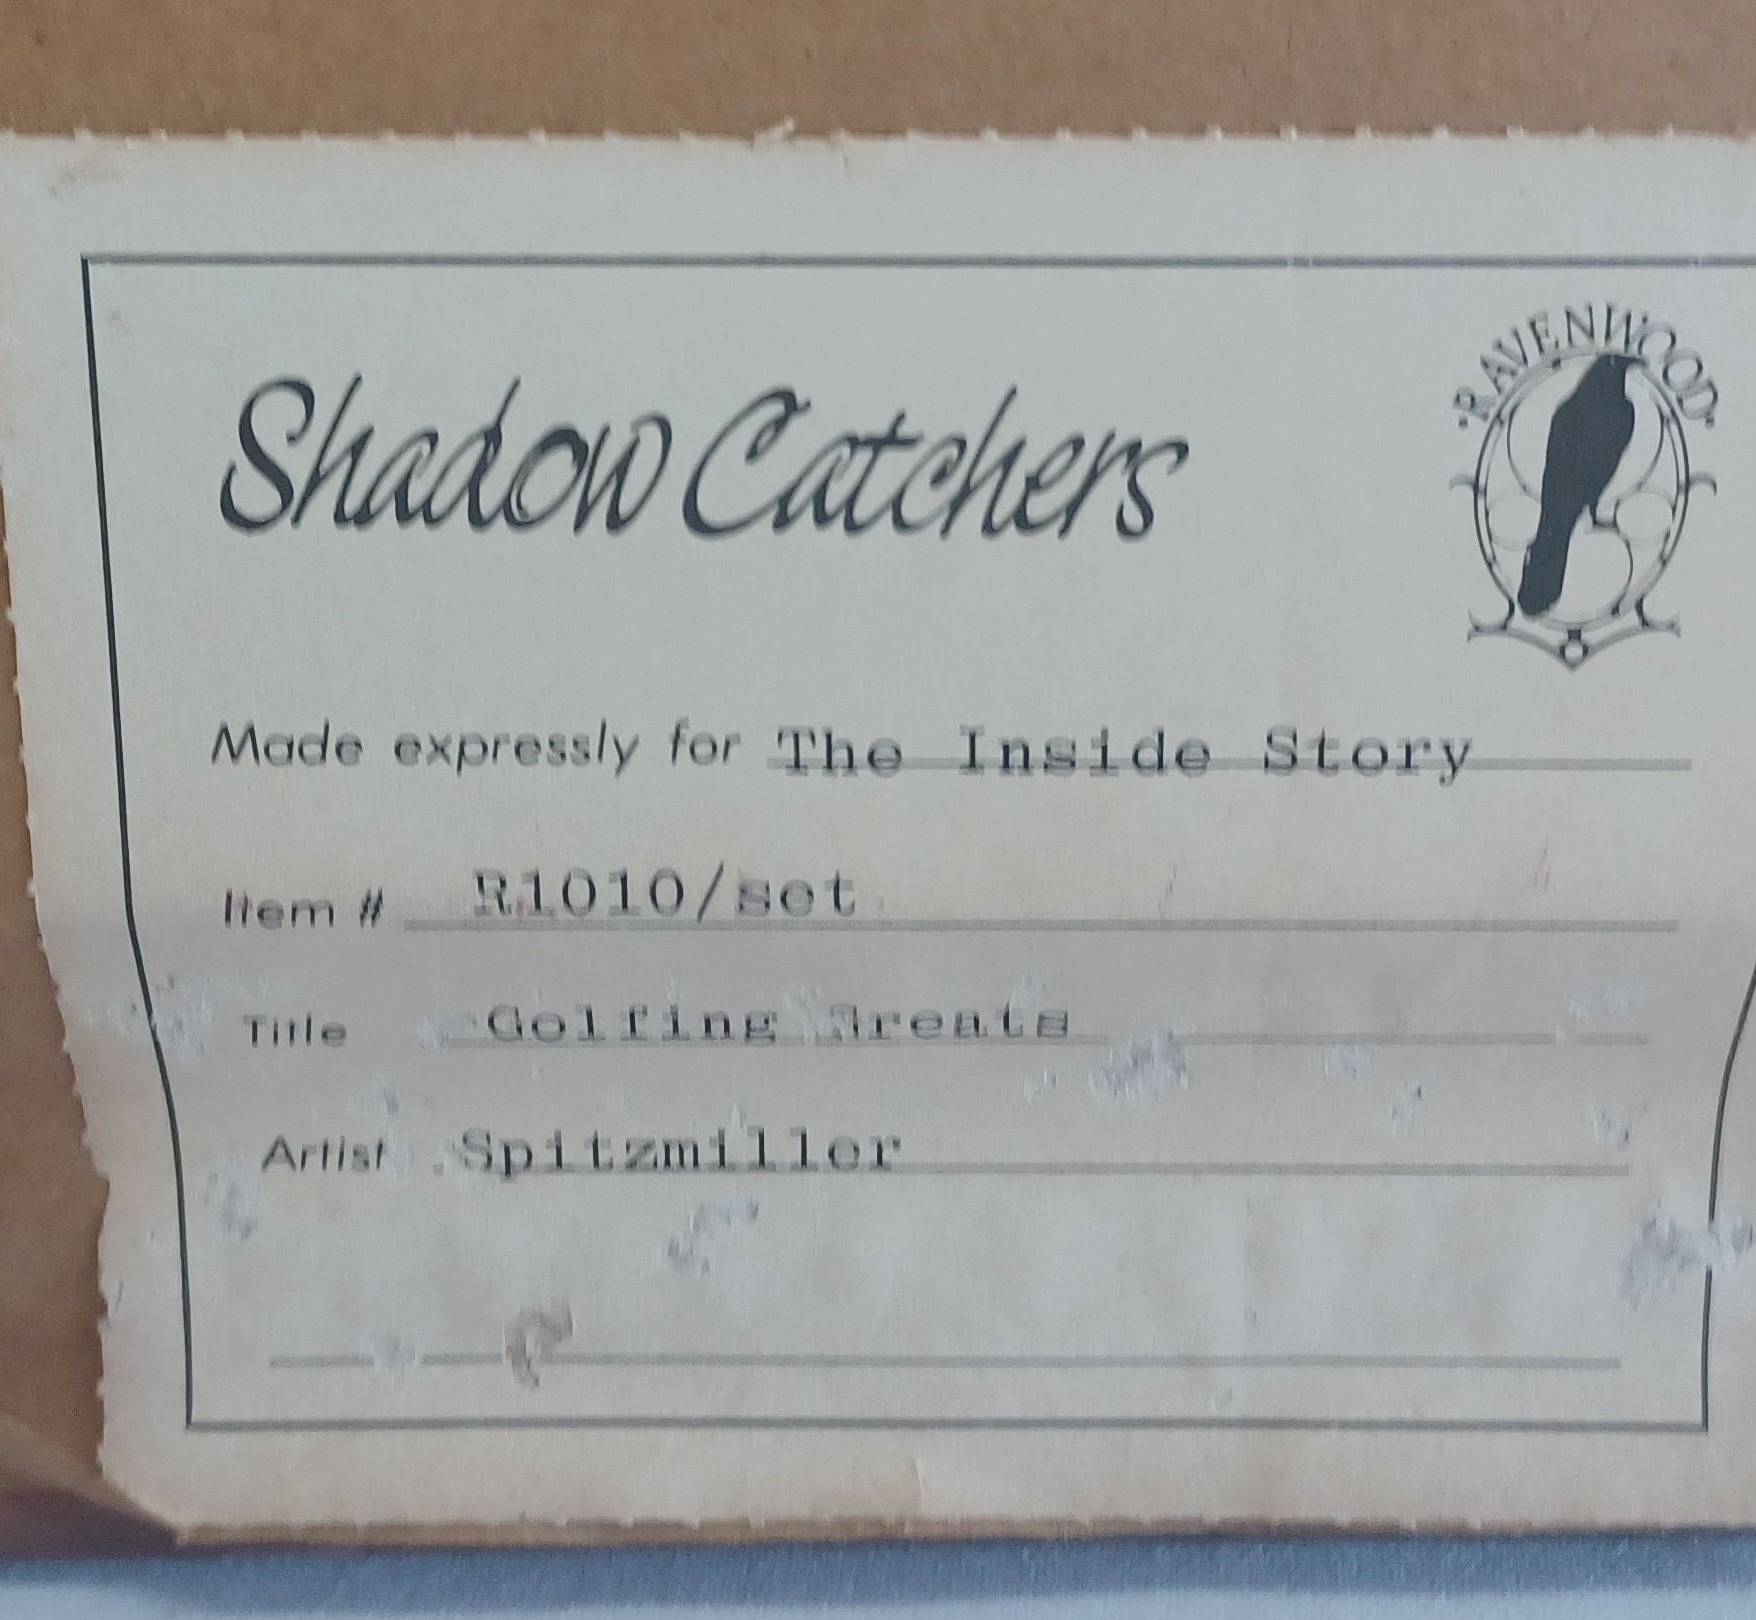 RAVENWOOD
Shadow Catchers
Made expressly for The Inside Story
Item # R1010/set
Title Golfing Greats
Artist Spitzmiller